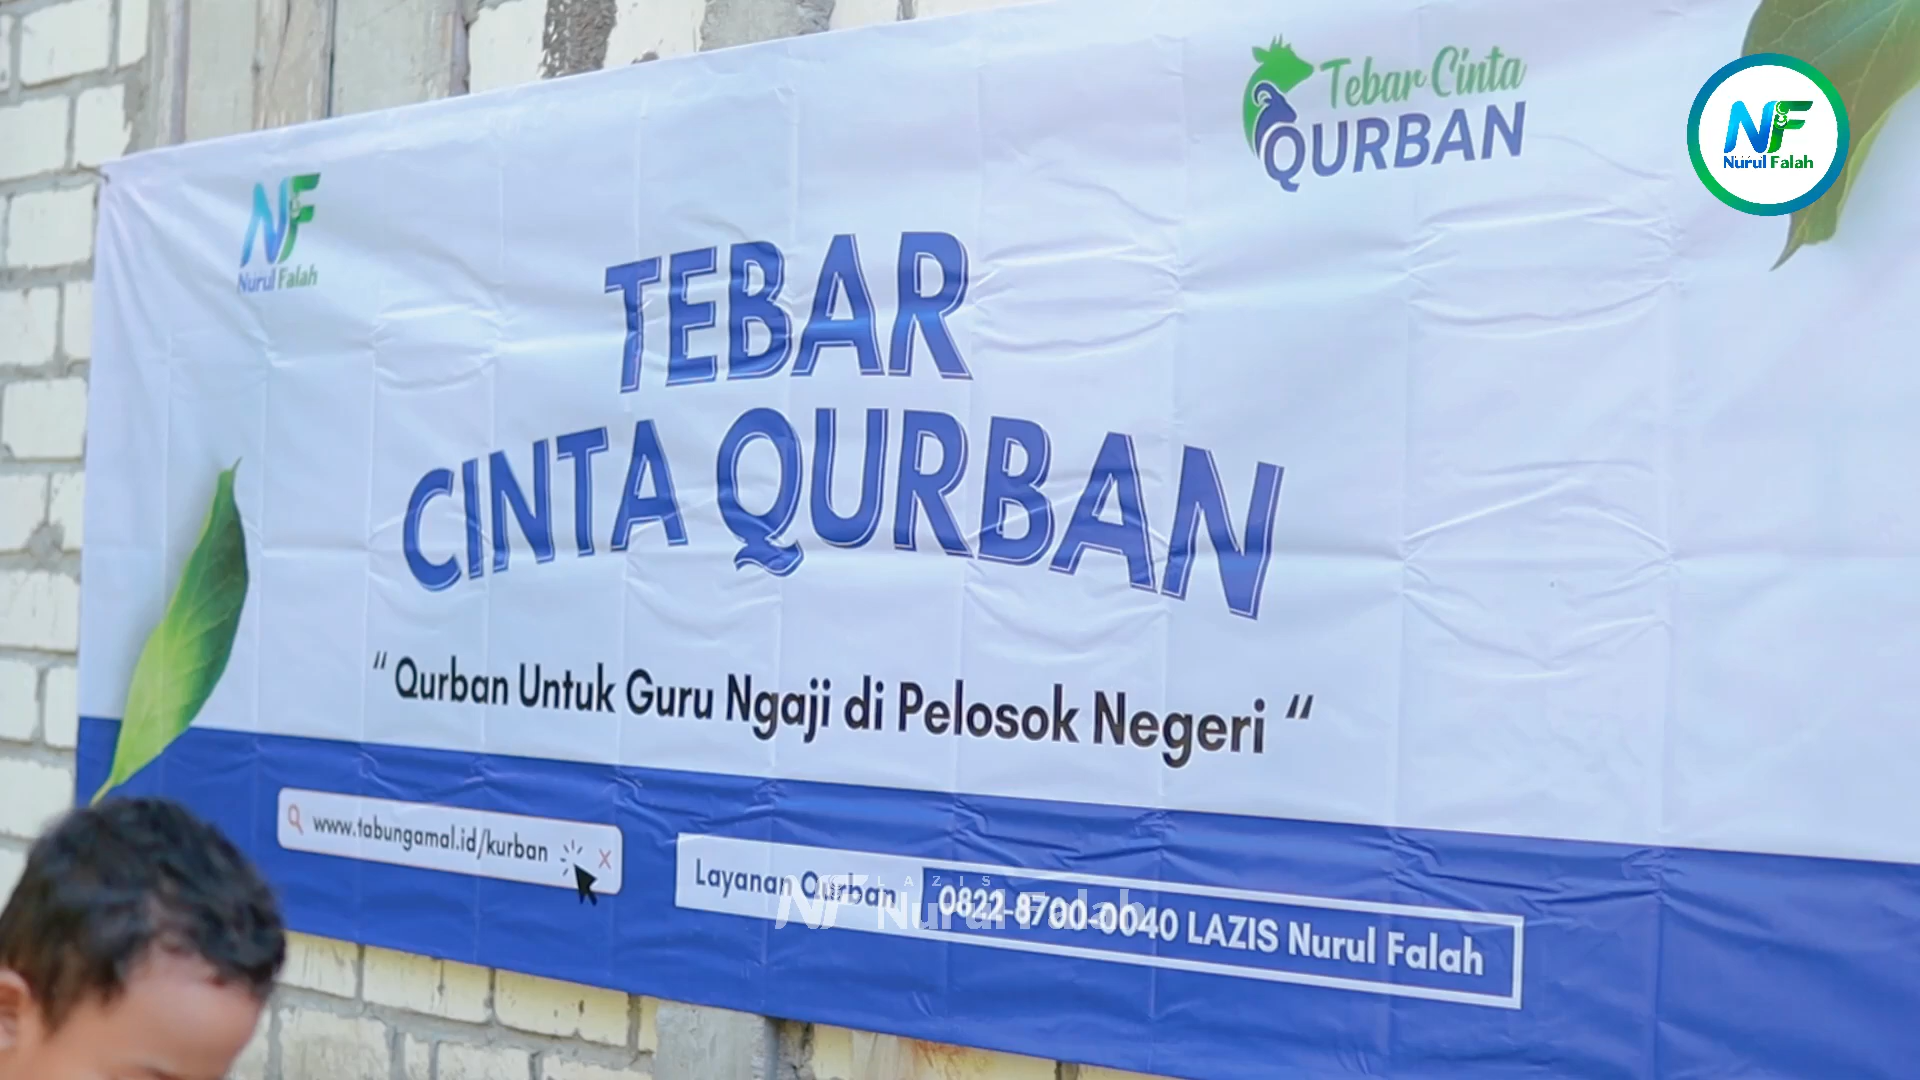 Tebar Cinta
QURBAN
NF
Nurul Falah
NF
Nurul Falah
TEBAR
CINTA QURBAN
“ Qurban Untuk Guru Ngaji di Pelosok Negeri “
www.tabungamal.id/kurban
Layanan Qurban 0822-8700-0040 LAZIS Nurul Falah
NF LAZIS
Nurul Falah